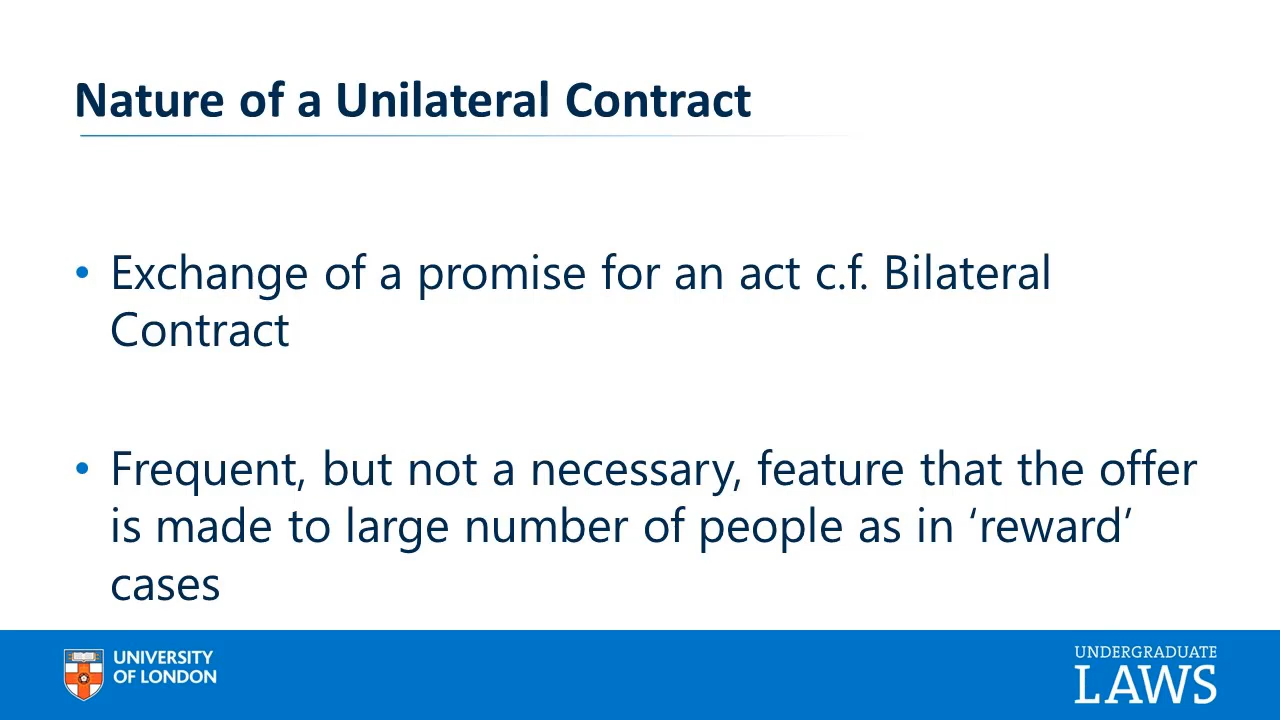 Nature of a Unilateral Contract
• Exchange of a promise for an act c.f. Bilateral
Contract
• Frequent, but not a necessary, feature that the offer
is made to large number of people as in ‘reward’
cases
UNIVERSITY
OF LONDON
UNDERGRADUATE
LAWS